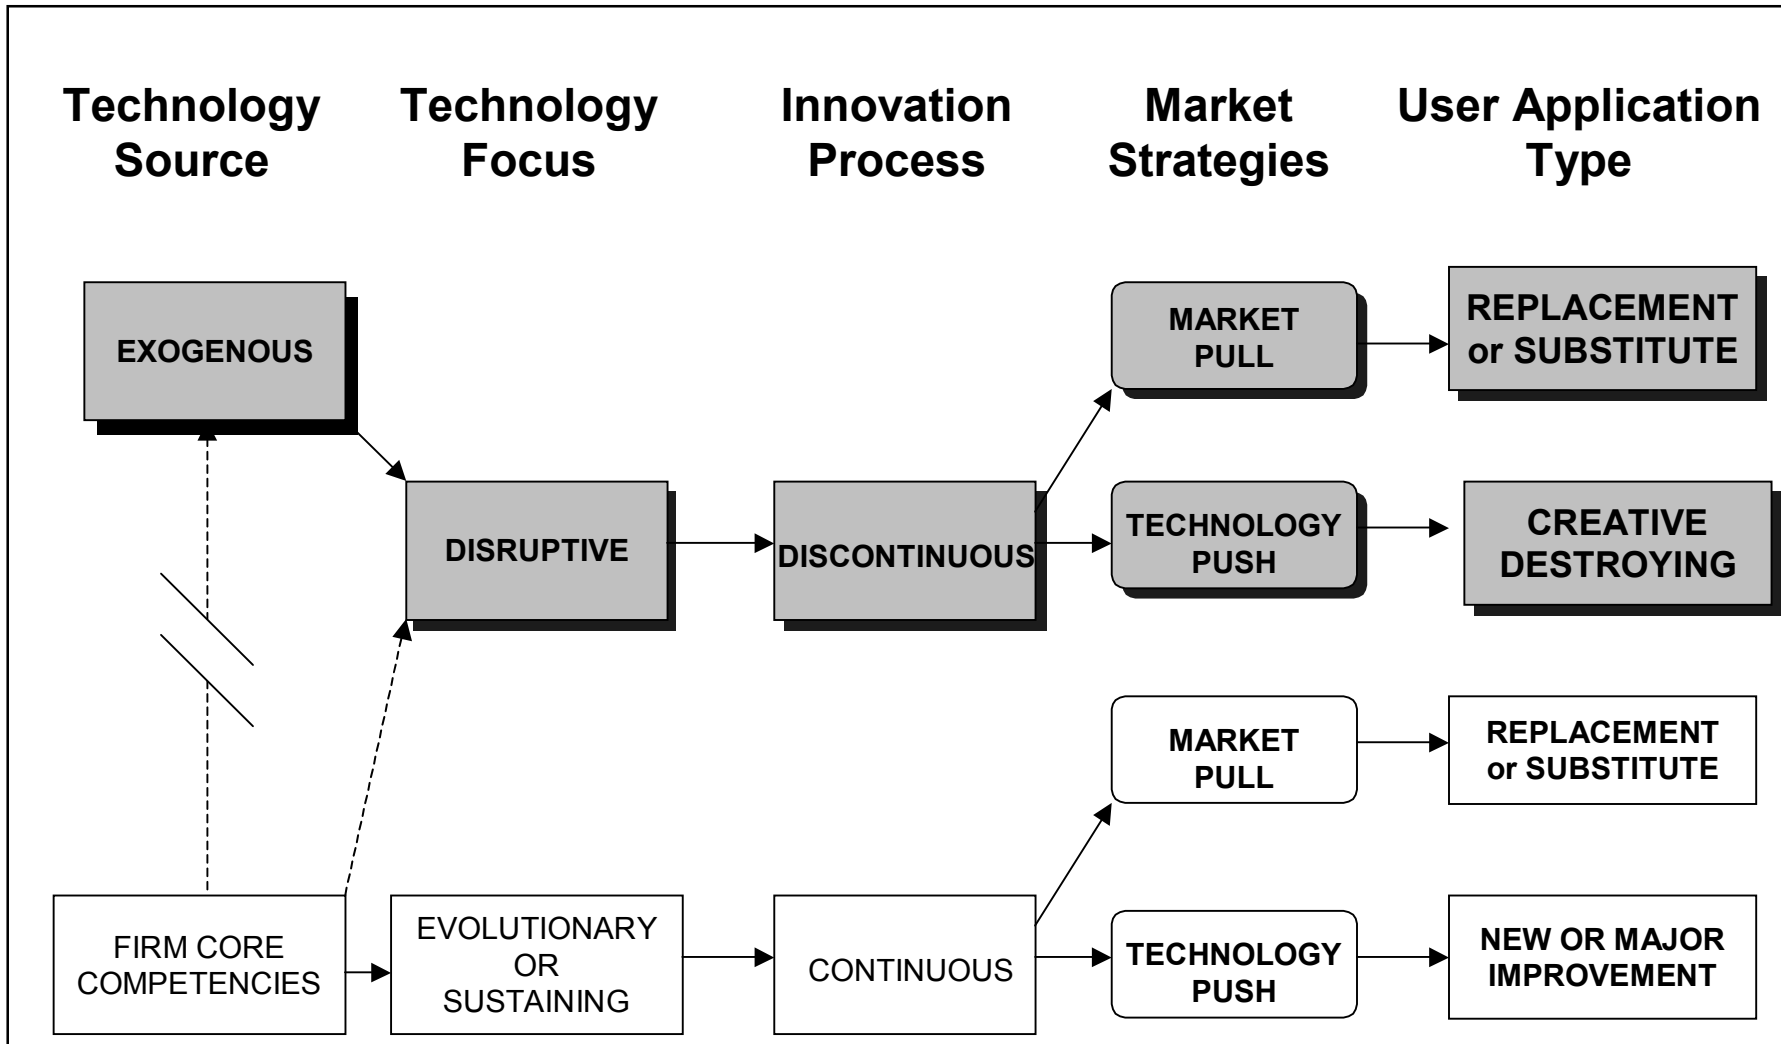 Technology
Source
Technology
Focus
Innovation
Process
Market
Strategies
User Application
Type
EXOGENOUS
MARKET
PULL
REPLACEMENT
or SUBSTITUTE
DISRUPTIVE
DISCONTINUOUS
TECHNOLOGY
PUSH
CREATIVE
DESTROYING
MARKET
PULL
REPLACEMENT
or SUBSTITUTE
FIRM CORE
COMPETENCIES
EVOLUTIONARY
OR
SUSTAINING
CONTINUOUS
TECHNOLOGY
PUSH
NEW OR MAJOR
IMPROVEMENT